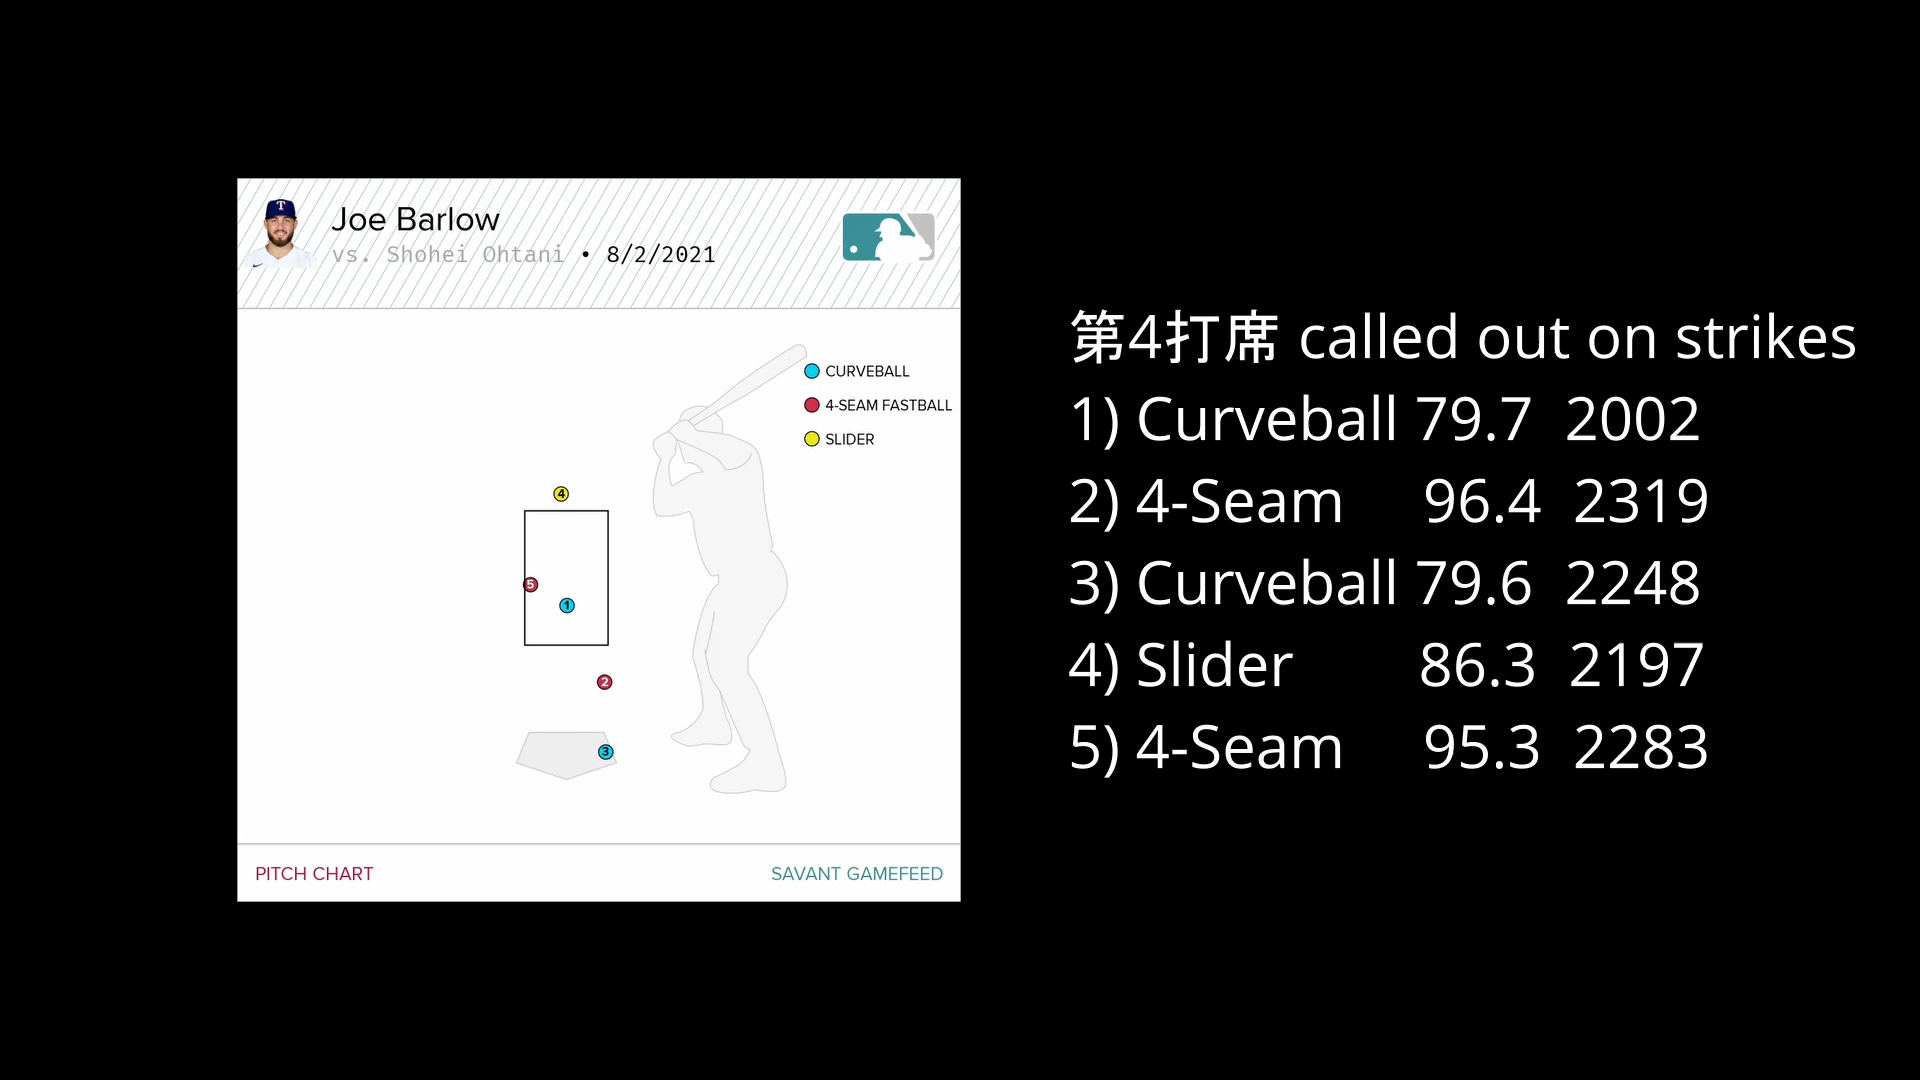 T
Joe Barlow
vs. Shohei Ohtani • 8/2/2021
CURVEBALL
4-SEAM FASTBALL
SLIDER
4
5
1
2
3
PITCH CHART
SAVANT GAMEFEED
第4打席 called out on strikes
1) Curveball 79.7 2002
2) 4-Seam 96.4 2319
3) Curveball 79.6 2248
4) Slider 86.3 2197
5) 4-Seam 95.3 2283